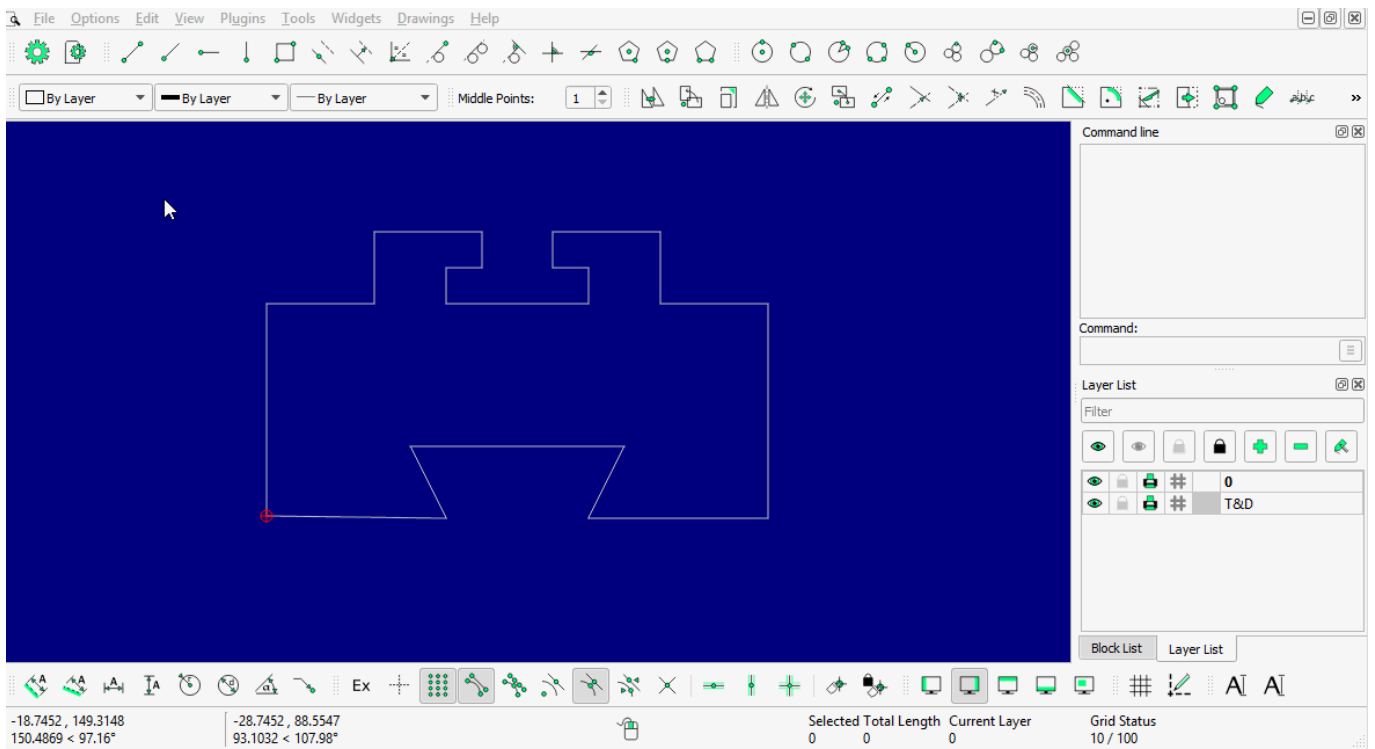 File Options Edit View Plugins Tools Widgets Drawings Help
By Layer By Layer By Layer Middle Points: 1 »
Command line
Command:
Layer List
Filter
0
T&D
Block List Layer List
Ex
-18.7452 , 149.3148 -28.7452 , 88.5547 Selected Total Length Current Layer Grid Status
150.4869 < 97.16° 93.1032 < 107.98° 0 0 0 10 / 100